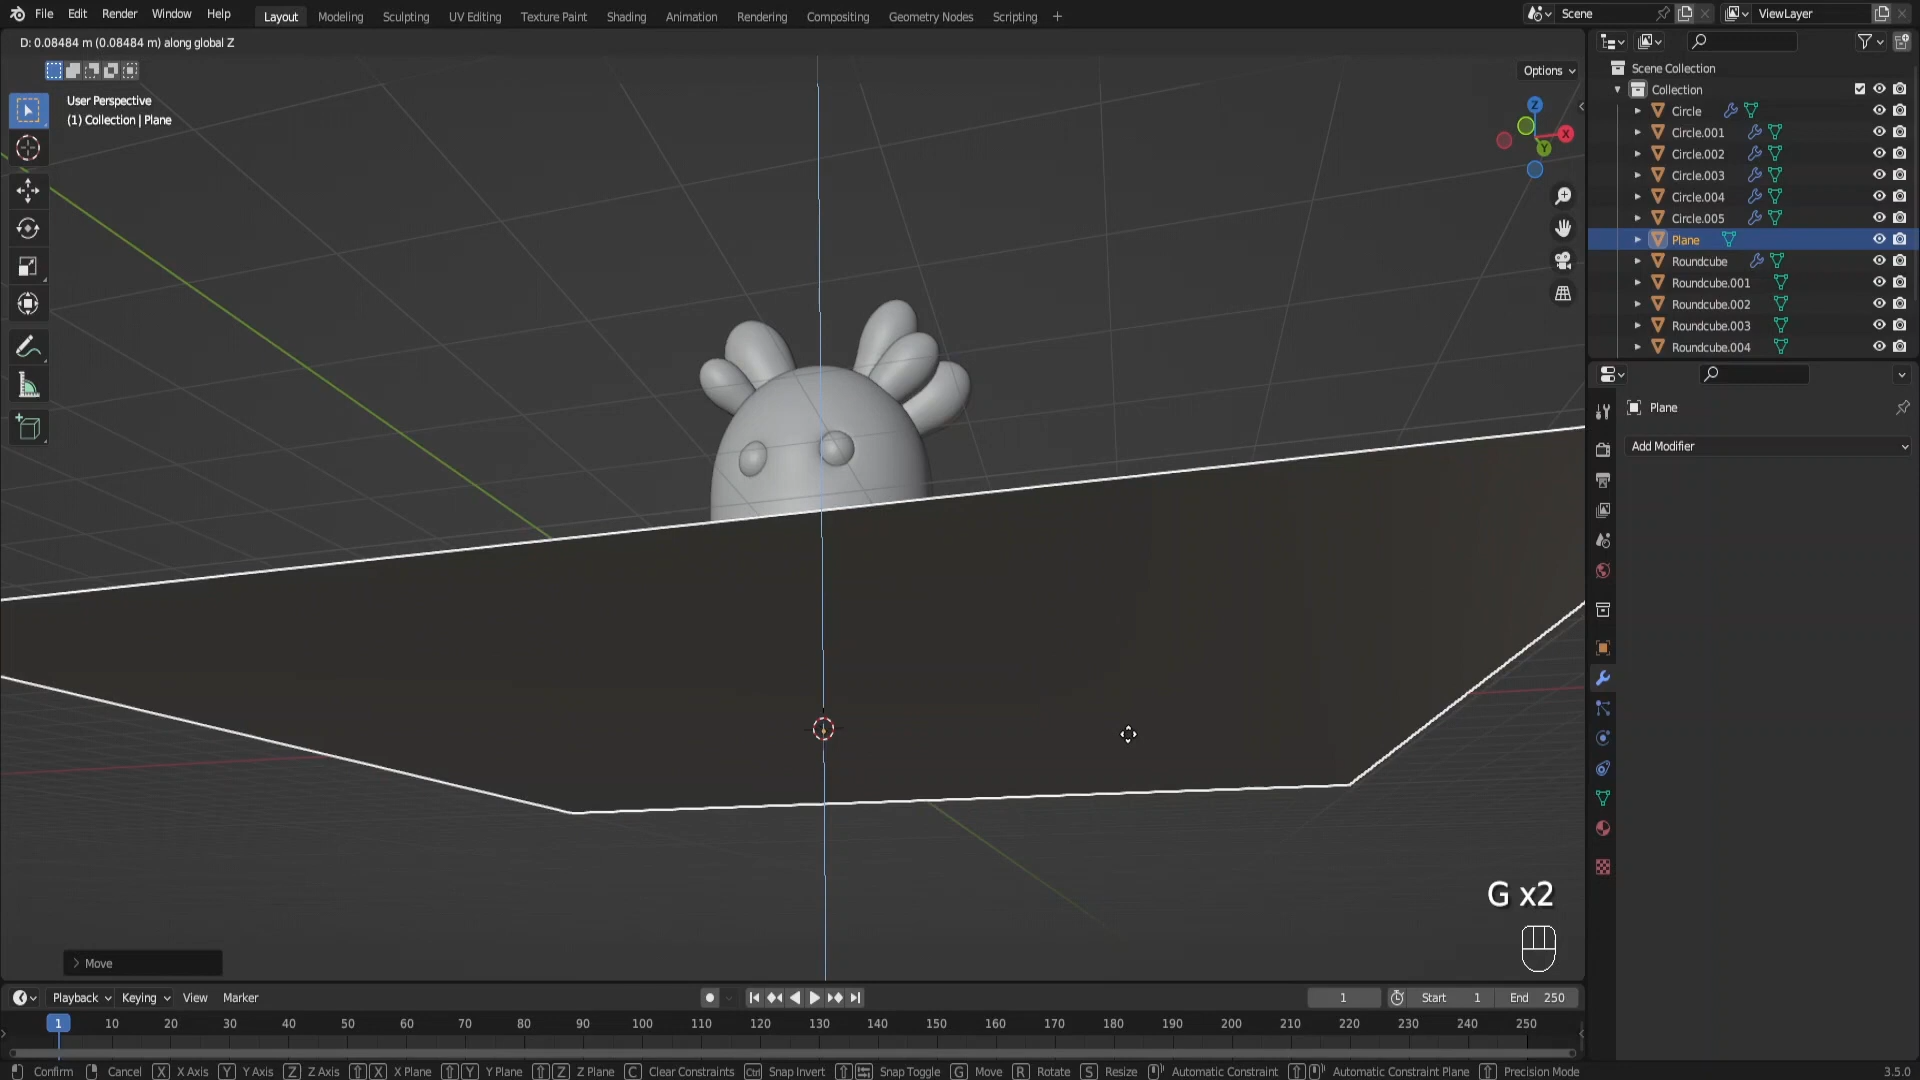 File Edit Render Window Help Layout Modeling Sculpting UV Editing Texture Paint Shading Animation Rendering Compositing Geometry Nodes Scripting + Scene ViewLayer
D: 0.08484 m (0.08484 m) along global Z
Options
User Perspective
(1) Collection | Plane
Z
X
Y
Scene Collection
Collection
Circle
Circle.001
Circle.002
Circle.003
Circle.004
Circle.005
Plane
Roundcube
Roundcube.001
Roundcube.002
Roundcube.003
Roundcube.004
Plane
Add Modifier
G x2
Move
Playback Keying View Marker 1 Start 1 End 250
1 10 20 30 40 50 60 70 80 90 100 110 120 130 140 150 160 170 180 190 200 210 220 230 240 250
Confirm Cancel X X Axis Y Y Axis Z Z Axis X X Plane Y Y Plane Z Z Plane C Clear Constraints Ctrl Snap Invert Snap Toggle G Move R Rotate S Resize Automatic Constraint Automatic Constraint Plane Precision Mode 3.5.0